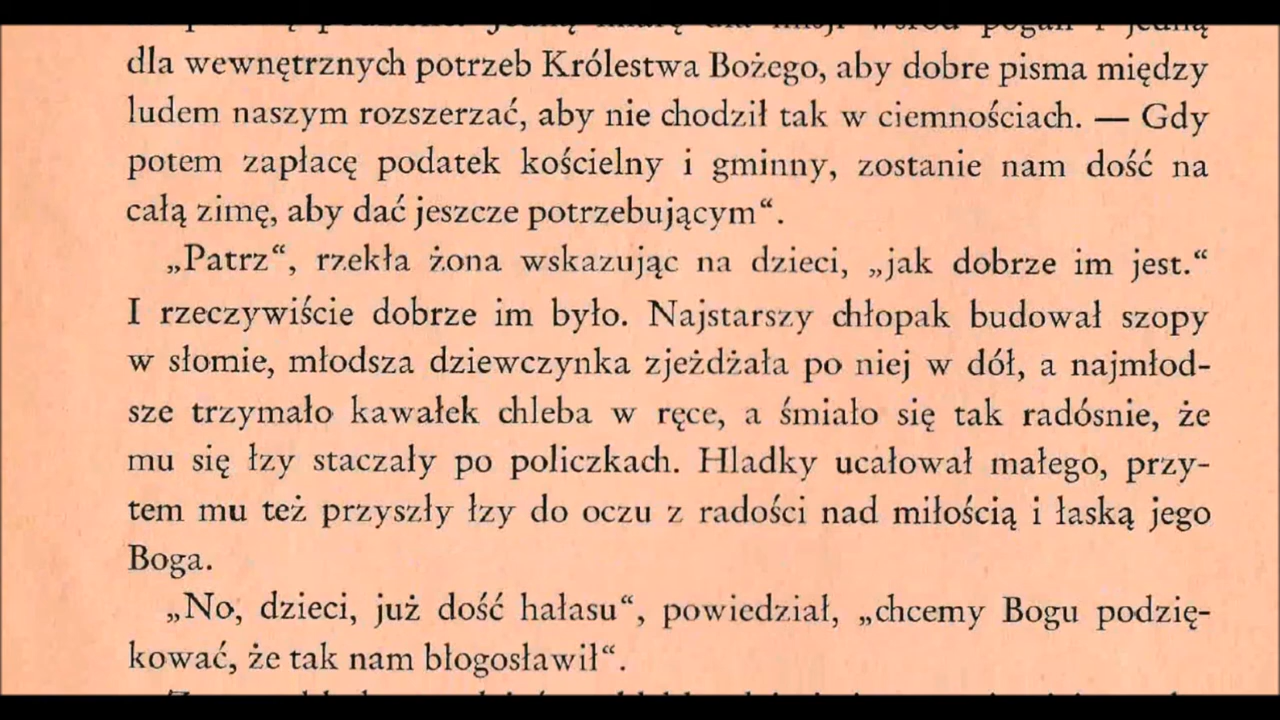 dla wewnętrznych potrzeb Królestwa Bożego, aby dobre pisma między
ludem naszym rozszerzać, aby nie chodził tak w ciemnościach. — Gdy
potem zapłacę podatek kościelny i gminny, zostanie nam dość na
całą zimę, aby dać jeszcze potrzebującym“.
„Patrz“, rzekła żona wskazując na dzieci, „jak dobrze im jest.“
I rzeczywiście dobrze im było. Najstarszy chłopak budował szopy
w słomie, młodsza dziewczynka zjeżdżała po niej w dół, a najmłod-
sze trzymało kawałek chleba w ręce, a śmiało się tak radósnie, że
mu się łzy staczały po policzkach. Hladky ucałował małego, przy-
tem mu też przyszły łzy do oczu z radości nad miłością i łaską jego
Boga.
„No, dzieci, już dość hałasu“, powiedział, „chcemy Bogu podzię-
kować, że tak nam błogosławił“.